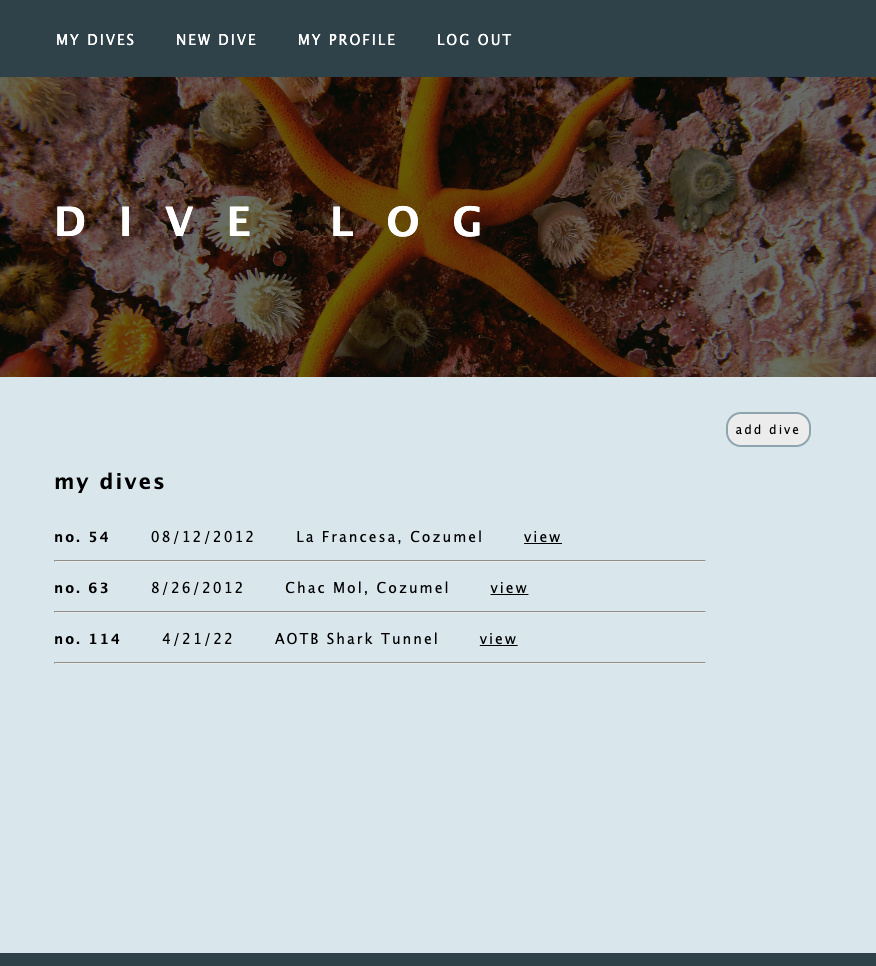 MY DIVES NEW DIVE MY PROFILE LOG OUT
DIVE LOG
add dive
my dives
no. 54 08/12/2012 La Francesa, Cozumel view
no. 63 8/26/2012 Chac Mol, Cozumel view
no. 114 4/21/22 AOTB Shark Tunnel view